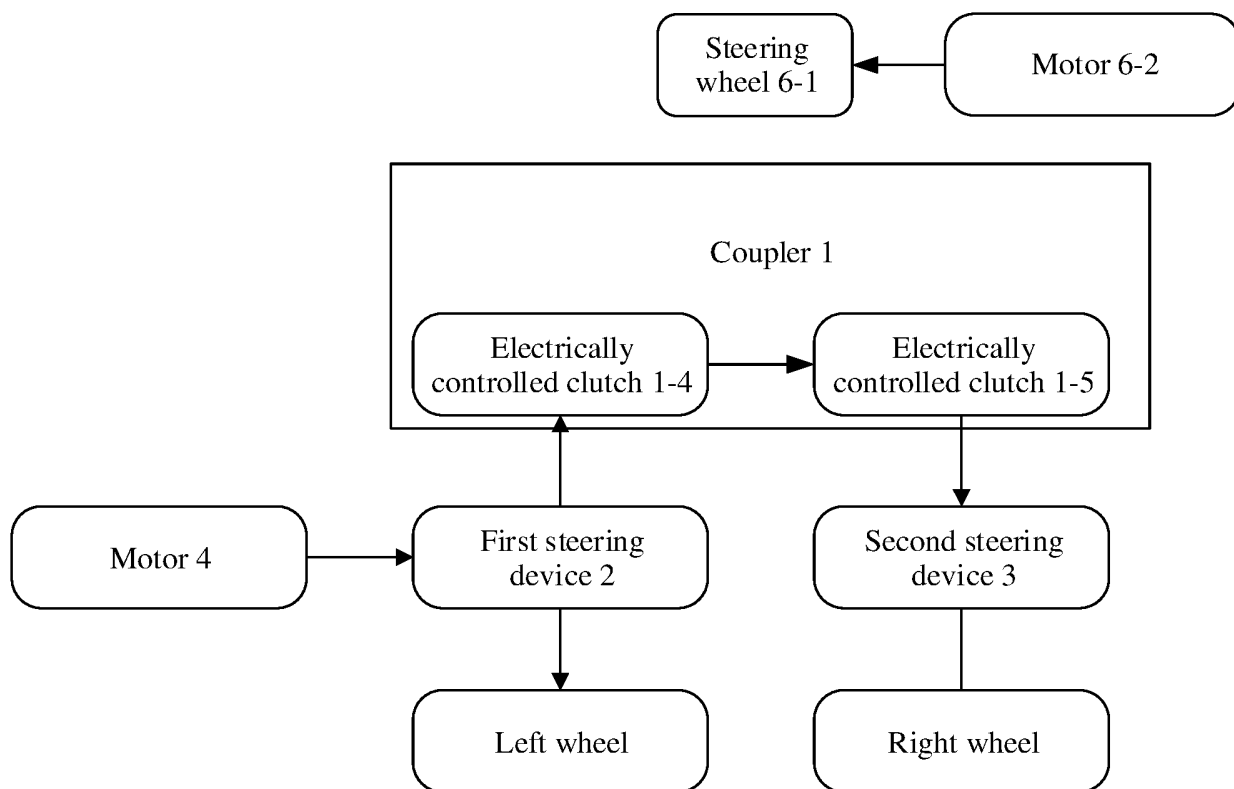 Steering
wheel 6-1
Motor 6-2
Coupler 1
Electrically
controlled clutch 1-4
Electrically
controlled clutch 1-5
Motor 4
First steering
device 2
Second steering
device 3
Left wheel
Right wheel